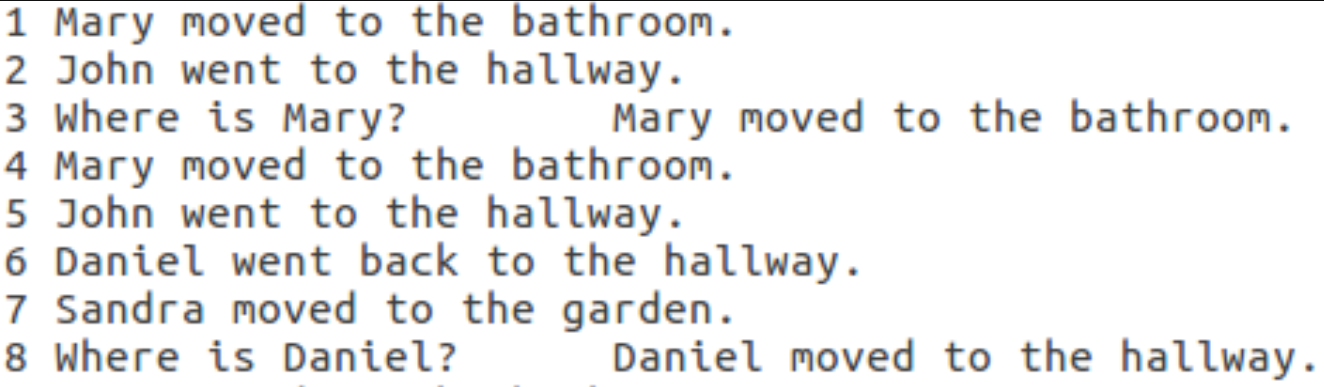 1 Mary moved to the bathroom.
2 John went to the hallway.
3 Where is Mary? Mary moved to the bathroom.
4 Mary moved to the bathroom.
5 John went to the hallway.
6 Daniel went back to the hallway.
7 Sandra moved to the garden.
8 Where is Daniel? Daniel moved to the hallway.